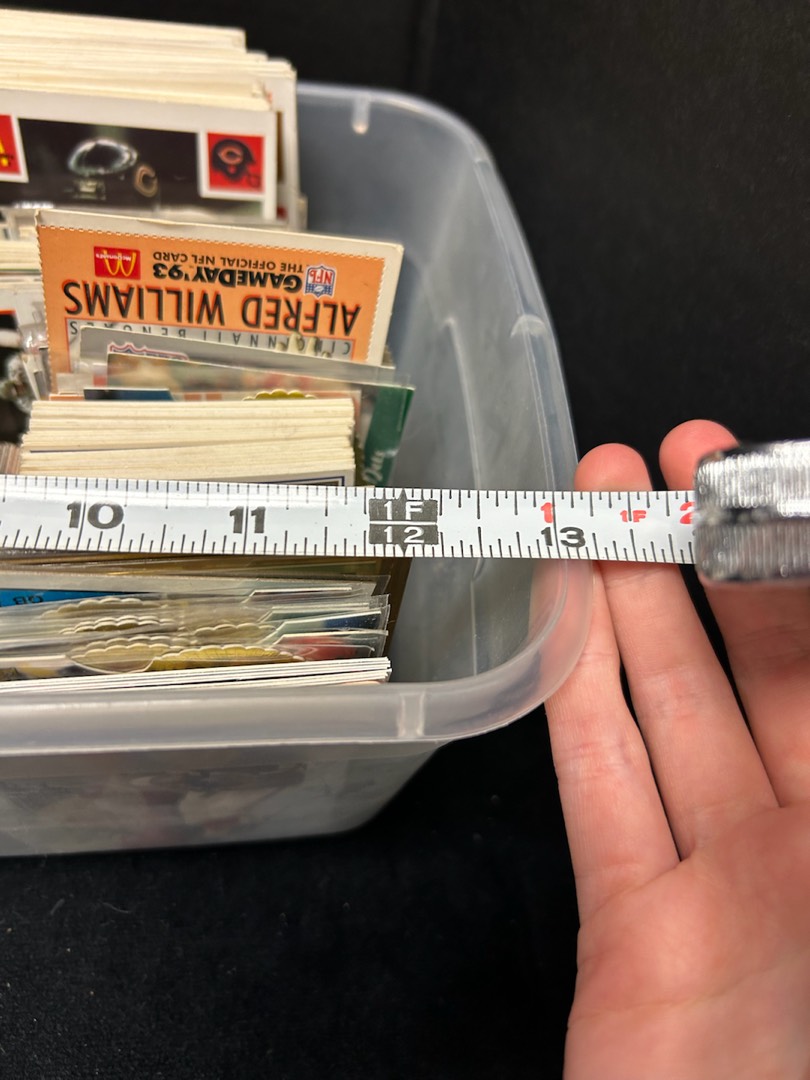 McDonald's
GAMEDAY '93
THE OFFICIAL NFL CARD
NFL
ALFRED WILLIAMS
CINCINNATI BENGALS
10 11 1F 1 1F 2
12 13
QB